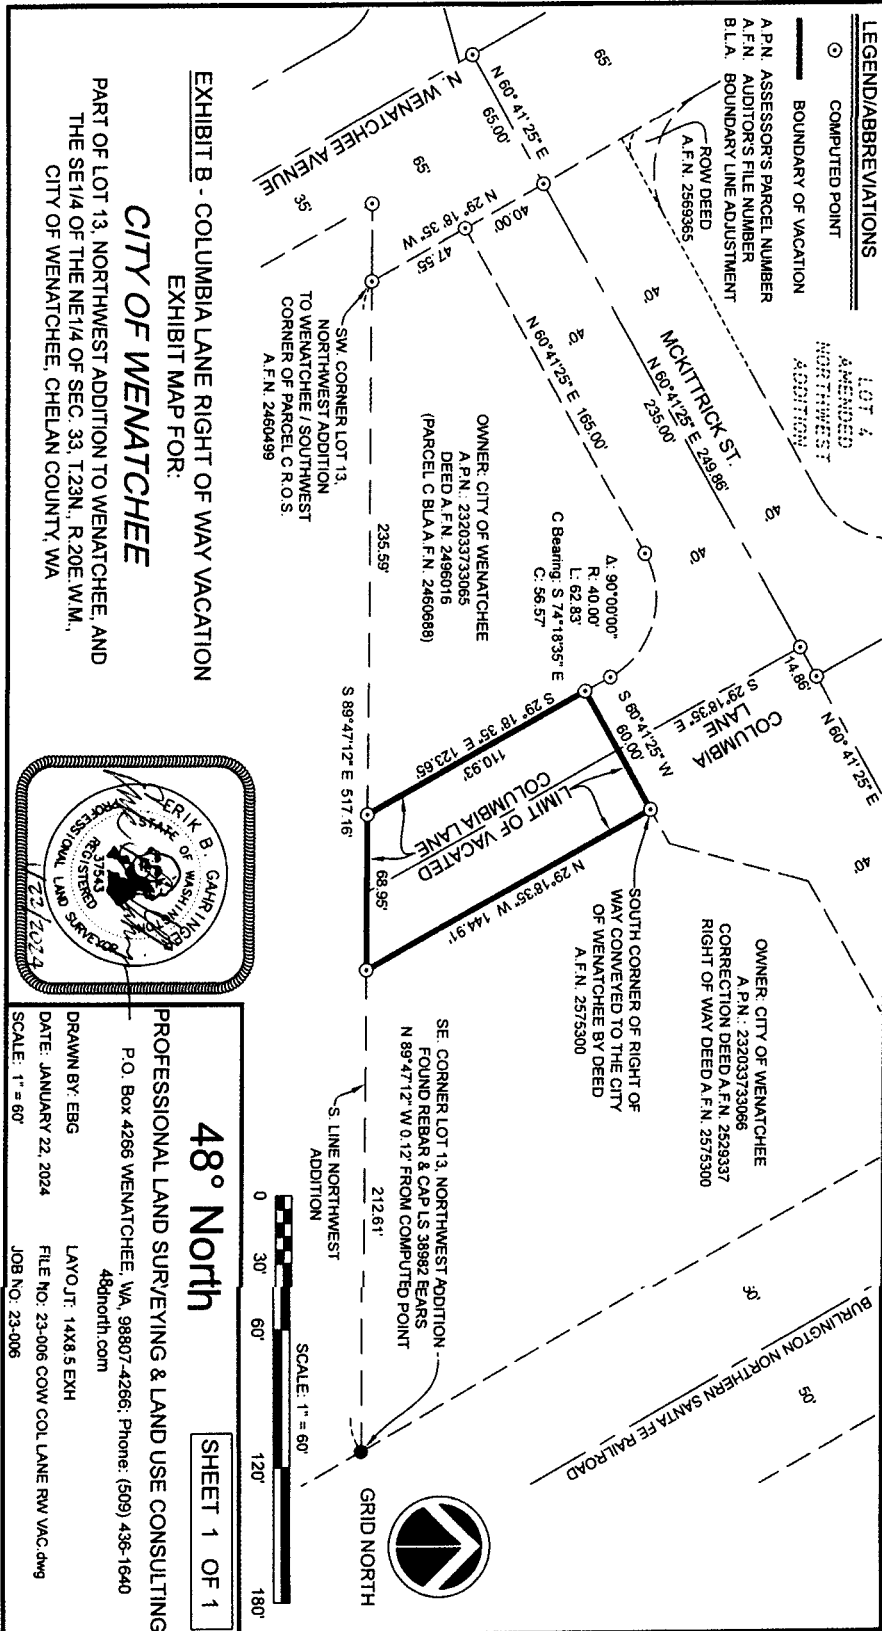 LEGEND/ABBREVIATIONS
COMPUTED POINT
BOUNDARY OF VACATION
A.P.N. ASSESSOR'S PARCEL NUMBER
A.F.N. AUDITOR'S FILE NUMBER
B.L.A. BOUNDARY LINE ADJUSTMENT
LOT 4
AMENDED
NORTHWEST
ADDITION
ROW DEED
A.F.N. 2569365
65'
N 60° 41' 25" E
65.00'
N. WENATCHEE AVENUE
65'
35'
40.00'
N 29° 18' 35" W
47.55'
40'
MCKITTRICK ST.
N 60°41'25" E 249.86'
235.00'
40'
N 60°41'25" E 165.00'
40'
40'
14.86'
N 60° 41' 25" E
40'
COLUMBIA
LANE
S 29°18'35" E
Δ: 90°00'00"
R: 40.00'
L: 62.83'
C Bearing: S 74°18'35" E
C: 56.57'
S 60°41'25" W
60.00'
OWNER: CITY OF WENATCHEE
A.P.N.: 232033733065
DEED A.F.N. 2496016
(PARCEL C BLA A.F.N. 2460688)
SW. CORNER LOT 13,
NORTHWEST ADDITION
TO WENATCHEE / SOUTHWEST
CORNER OF PARCEL C R.O.S.
A.F.N. 2460499
235.59'
S 89°47'12" E 517.16'
S 29° 18' 35" E 123.65'
110.93'
LIMIT OF VACATED
COLUMBIA LANE
68.95'
N 29°18'35" W 144.91'
SOUTH CORNER OF RIGHT OF
WAY CONVEYED TO THE CITY
OF WENATCHEE BY DEED
A.F.N. 2575300
OWNER: CITY OF WENATCHEE
A.P.N.: 232033733066
CORRECTION DEED A.F.N. 2529337
RIGHT OF WAY DEED A.F.N. 2575300
SE. CORNER LOT 13, NORTHWEST ADDITION -
FOUND REBAR & CAP LS 38982 BEARS
N 89°47'12" W 0.12' FROM COMPUTED POINT
212.61'
S. LINE NORTHWEST
ADDITION
50'
BURLINGTON NORTHERN SANTA FE RAILROAD
50'
GRID NORTH
EXHIBIT B - COLUMBIA LANE RIGHT OF WAY VACATION
EXHIBIT MAP FOR:
CITY OF WENATCHEE
PART OF LOT 13, NORTHWEST ADDITION TO WENATCHEE, AND
THE SE1/4 OF THE NE1/4 OF SEC. 33, T.23N., R.20E.W.M.,
CITY OF WENATCHEE, CHELAN COUNTY, WA
ERIK B. GAHRINGER
STATE OF WASHINGTON
37543
REGISTERED
PROFESSIONAL LAND SURVEYOR
1/22/2024
SCALE: 1" = 60'
0 30' 60' 120' 180'
48° North
SHEET 1 OF 1
PROFESSIONAL LAND SURVEYING & LAND USE CONSULTING
P.O. Box 4266 WENATCHEE, WA, 98807-4266; Phone: (509) 436-1640
48dnorth.com
DRAWN BY: EBG
LAYOUT: 14X8.5 EXH
DATE: JANUARY 22, 2024
FILE NO: 23-006 COW COL LANE RW VAC.dwg
SCALE: 1" = 60'
JOB NO: 23-006